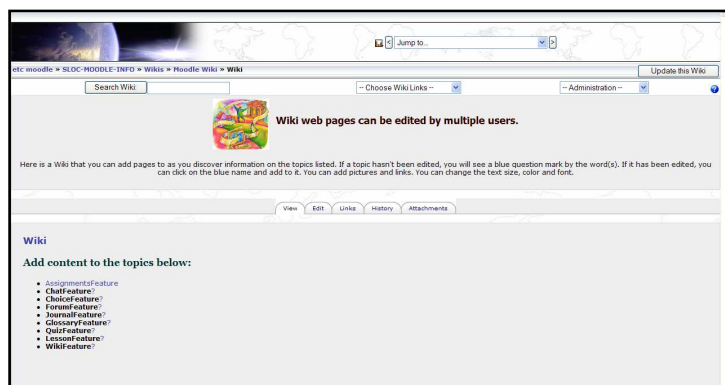 < Jump to... >
etc moodle » SLOC-MOODLE-INFO » Wikis » Moodle Wiki » Wiki Update this Wiki
Search Wiki: -- Choose Wiki Links -- -- Administration --
Wiki web pages can be edited by multiple users.
Here is a Wiki that you can add pages to as you discover information on the topics listed. If a topic hasn't been edited, you will see a blue question mark by the word(s). If it has been edited, you
can click on the blue name and add to it. You can add pictures and links. You can change the text size, color and font.
View Edit Links History Attachments
Wiki
Add content to the topics below:
AssignmentsFeature
ChatFeature?
ChoiceFeature?
ForumFeature?
JournalFeature?
GlossaryFeature?
QuizFeature?
LessonFeature?
WikiFeature?